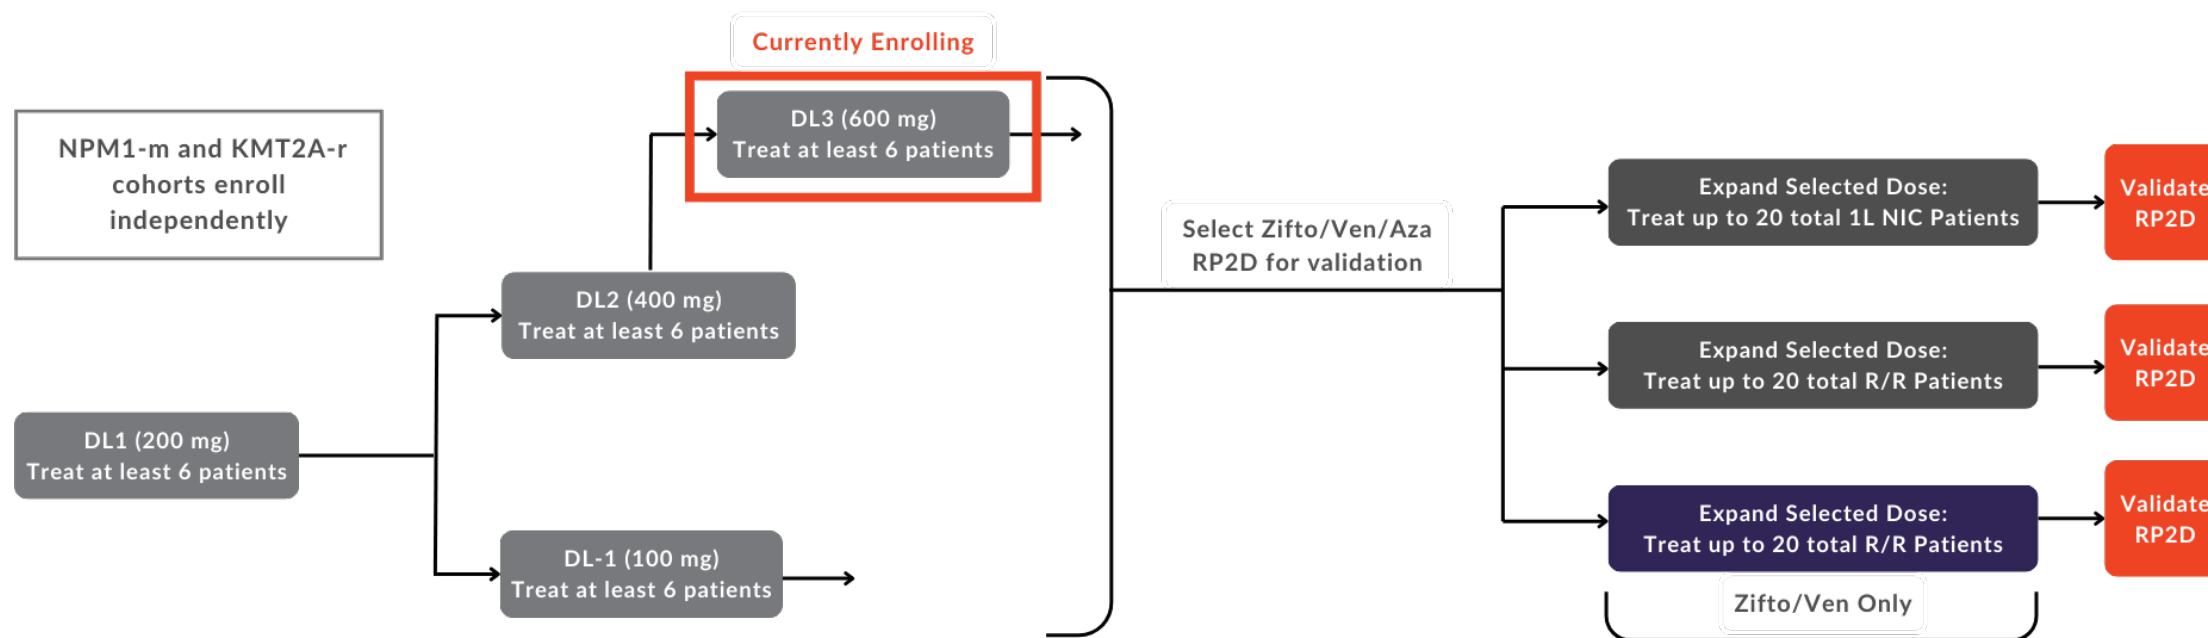 Currently Enrolling
NPM1-m and KMT2A-r
cohorts enroll
independently
DL3 (600 mg)
Treat at least 6 patients
DL2 (400 mg)
Treat at least 6 patients
DL1 (200 mg)
Treat at least 6 patients
DL-1 (100 mg)
Treat at least 6 patients
Select Zifto/Ven/Aza
RP2D for validation
Expand Selected Dose:
Treat up to 20 total 1L NIC Patients
Validate
RP2D
Expand Selected Dose:
Treat up to 20 total R/R Patients
Validate
RP2D
Expand Selected Dose:
Treat up to 20 total R/R Patients
Validate
RP2D
Zifto/Ven Only